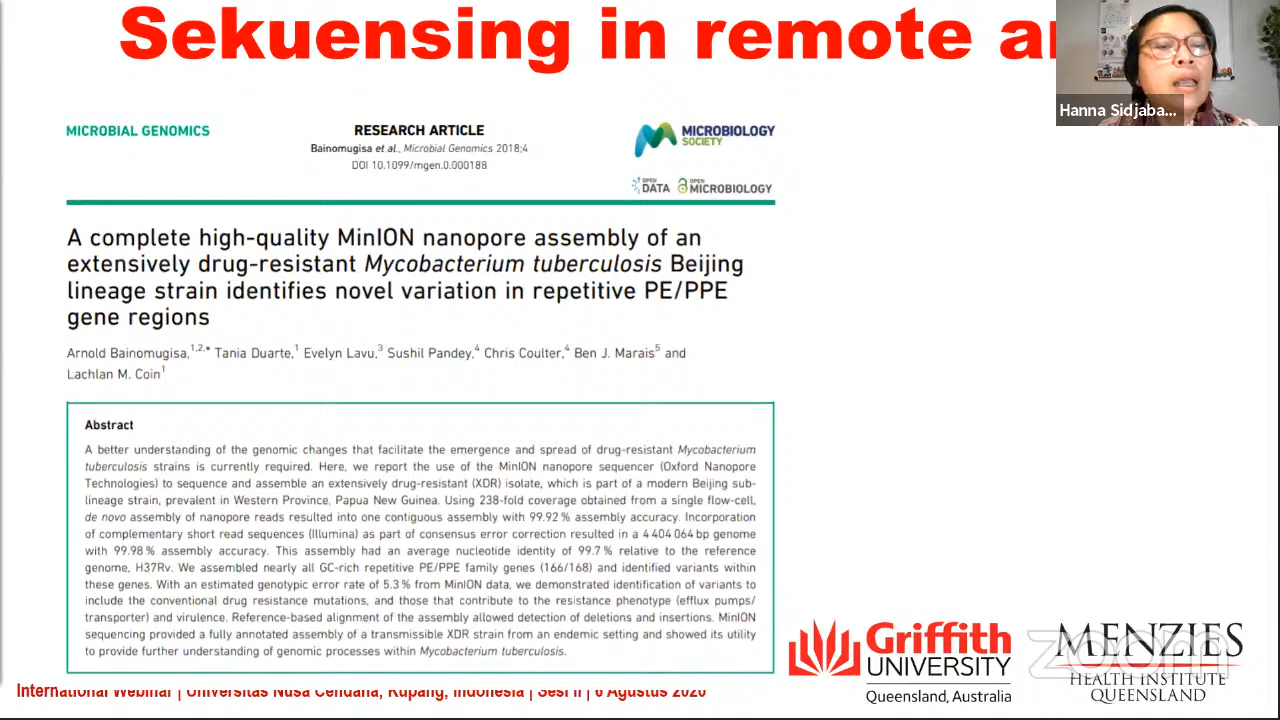 Sekuensing in remote
Hanna Sidjaba...
MICROBIAL GENOMICS
RESEARCH ARTICLE
Bainomugisa et al., Microbial Genomics 2018;4
DOI 10.1099/mgen.0.000188
MICROBIOLOGY
SOCIETY
OPEN DATA OPEN MICROBIOLOGY
A complete high-quality MinION nanopore assembly of an
extensively drug-resistant Mycobacterium tuberculosis Beijing
lineage strain identifies novel variation in repetitive PE/PPE
gene regions
Arnold Bainomugisa,1,2,* Tania Duarte,1 Evelyn Lavu,3 Sushil Pandey,4 Chris Coulter,4 Ben J. Marais5 and
Lachlan M. Coin1
Abstract
A better understanding of the genomic changes that facilitate the emergence and spread of drug-resistant Mycobacterium
tuberculosis strains is currently required. Here, we report the use of the MinION nanopore sequencer (Oxford Nanopore
Technologies) to sequence and assemble an extensively drug-resistant (XDR) isolate, which is part of a modern Beijing sub-
lineage strain, prevalent in Western Province, Papua New Guinea. Using 238-fold coverage obtained from a single flow-cell,
de novo assembly of nanopore reads resulted into one contiguous assembly with 99.92 % assembly accuracy. Incorporation
of complementary short read sequences (Illumina) as part of consensus error correction resulted in a 4 404 064 bp genome
with 99.98 % assembly accuracy. This assembly had an average nucleotide identity of 99.7 % relative to the reference
genome, H37Rv. We assembled nearly all GC-rich repetitive PE/PPE family genes (166/168) and identified variants within
these genes. With an estimated genotypic error rate of 5.3 % from MinION data, we demonstrated identification of variants to
include the conventional drug resistance mutations, and those that contribute to the resistance phenotype (efflux pumps/
transporter) and virulence. Reference-based alignment of the assembly allowed detection of deletions and insertions. MinION
sequencing provided a fully annotated assembly of a transmissible XDR strain from an endemic setting and showed its utility
to provide further understanding of genomic processes within Mycobacterium tuberculosis.
Griffith
UNIVERSITY
Queensland, Australia
zoom
MENZIES
HEALTH INSTITUTE
QUEENSLAND
International Webinar | Universitas Nusa Cendana, Kupang, Indonesia | Sesi II | 6 Agustus 2020